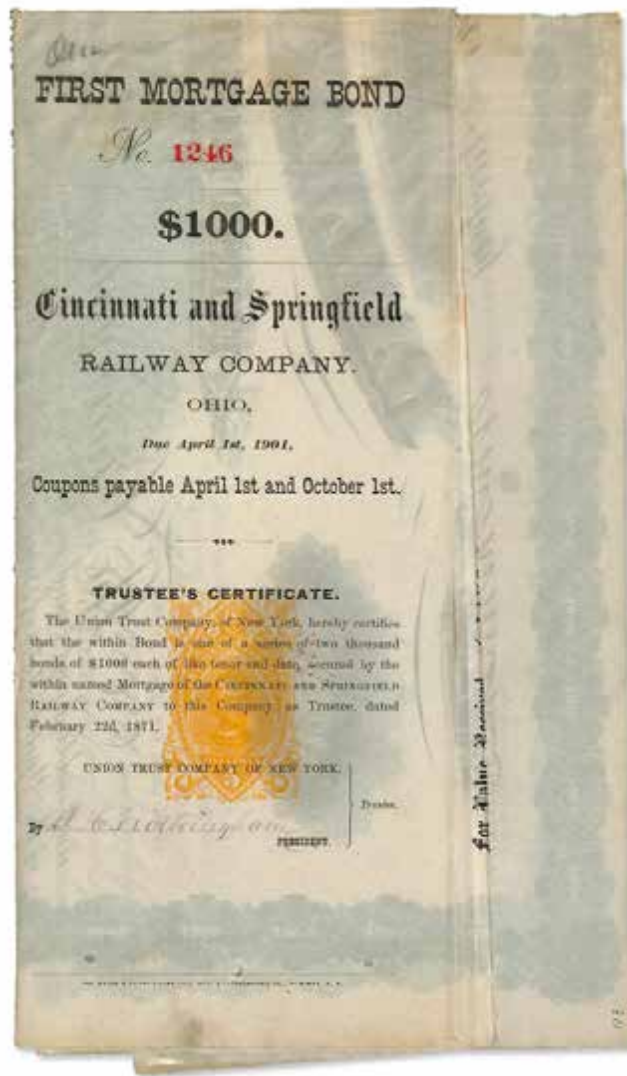 FIRST MORTGAGE BOND
No. 1246
$1000.
Cincinnati and Springfield
RAILWAY COMPANY.
OHIO,
Due April 1st, 1901,
Coupons payable April 1st and October 1st.
TRUSTEE'S CERTIFICATE.
The Union Trust Company, of New York, hereby certifies
that the within Bond is one of a series of two thousand
bonds of $1000 each of like tenor and date, secured by the
within named Mortgage of the CINCINNATI AND SPRINGFIELD
RAILWAY COMPANY to this Company, as Trustee, dated
February 22d, 1871.
UNION TRUST COMPANY OF NEW YORK.
Trustee.
By
PRESIDENT.
For Value Received